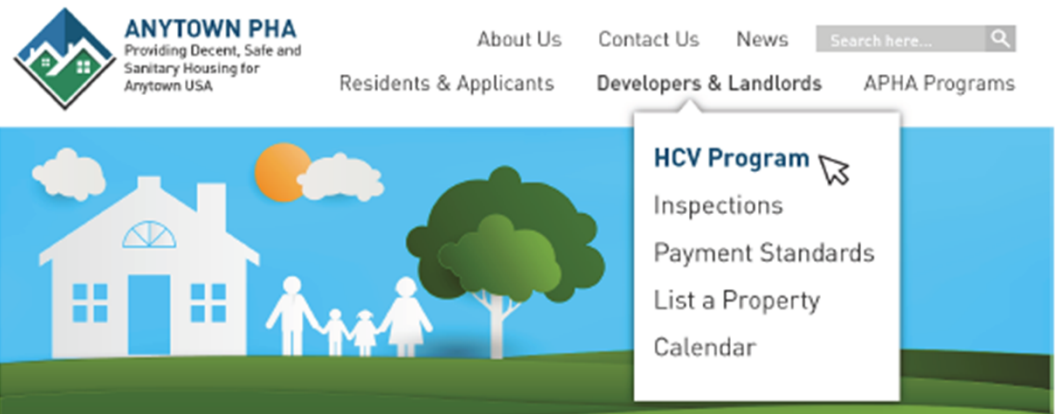 ANYTOWN PHA
Providing Decent, Safe and
Sanitary Housing for
Anytown USA
About Us
Contact Us
News
Search here...
Residents & Applicants
Developers & Landlords
APHA Programs
HCV Program
Inspections
Payment Standards
List a Property
Calendar